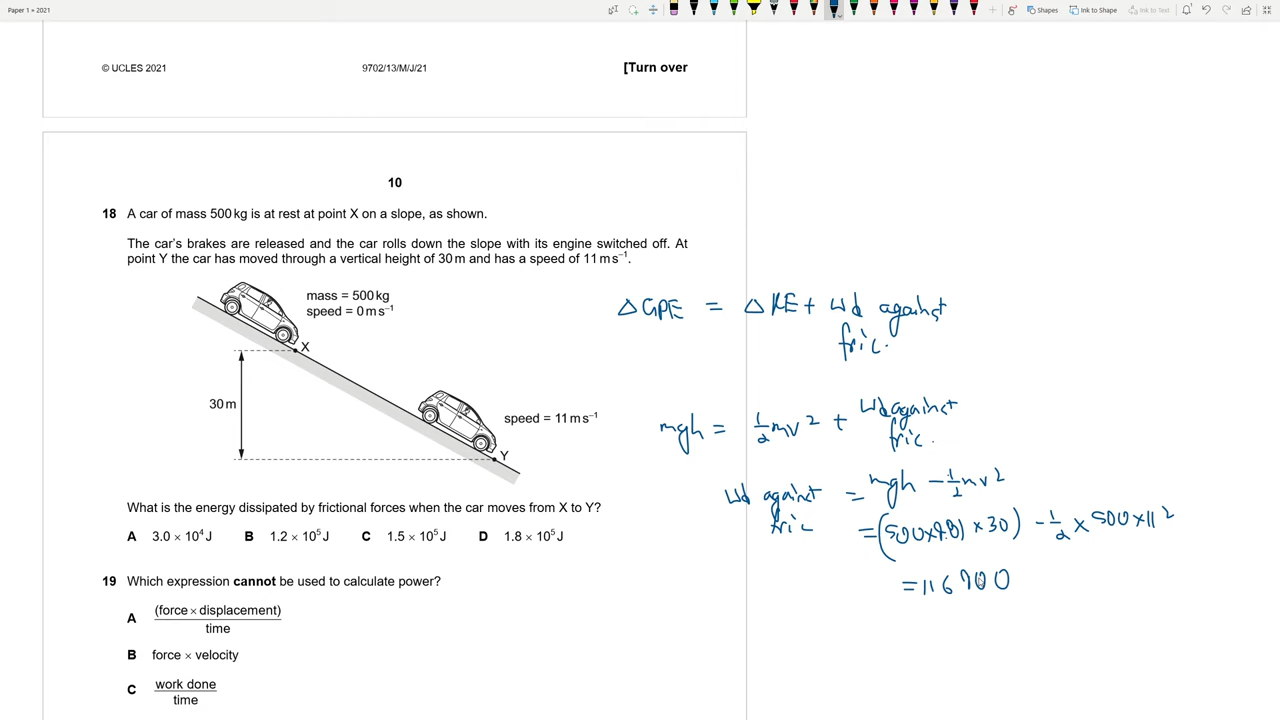 Paper 1 » 2021
Shapes
Ink to Shape
Ink to Text
© UCLES 2021
9702/13/M/J/21
[Turn over
10
18 A car of mass 500 kg is at rest at point X on a slope, as shown.
The car's brakes are released and the car rolls down the slope with its engine switched off. At
point Y the car has moved through a vertical height of 30 m and has a speed of 11 m s⁻¹.
mass = 500 kg
speed = 0 m s⁻¹
X
30 m
speed = 11 m s⁻¹
Y
What is the energy dissipated by frictional forces when the car moves from X to Y?
A 3.0 × 10⁴ J B 1.2 × 10⁵ J C 1.5 × 10⁵ J D 1.8 × 10⁵ J
19 Which expression cannot be used to calculate power?
A (force × displacement)
time
B force × velocity
C work done
time
ΔGPE = ΔKE + Wd against
fric.
mgh = ½mv² + Wd against
fric.
Wd against fric = mgh - ½mv²
= (500×9.81 × 30) - ½ × 500×11²
= 116900